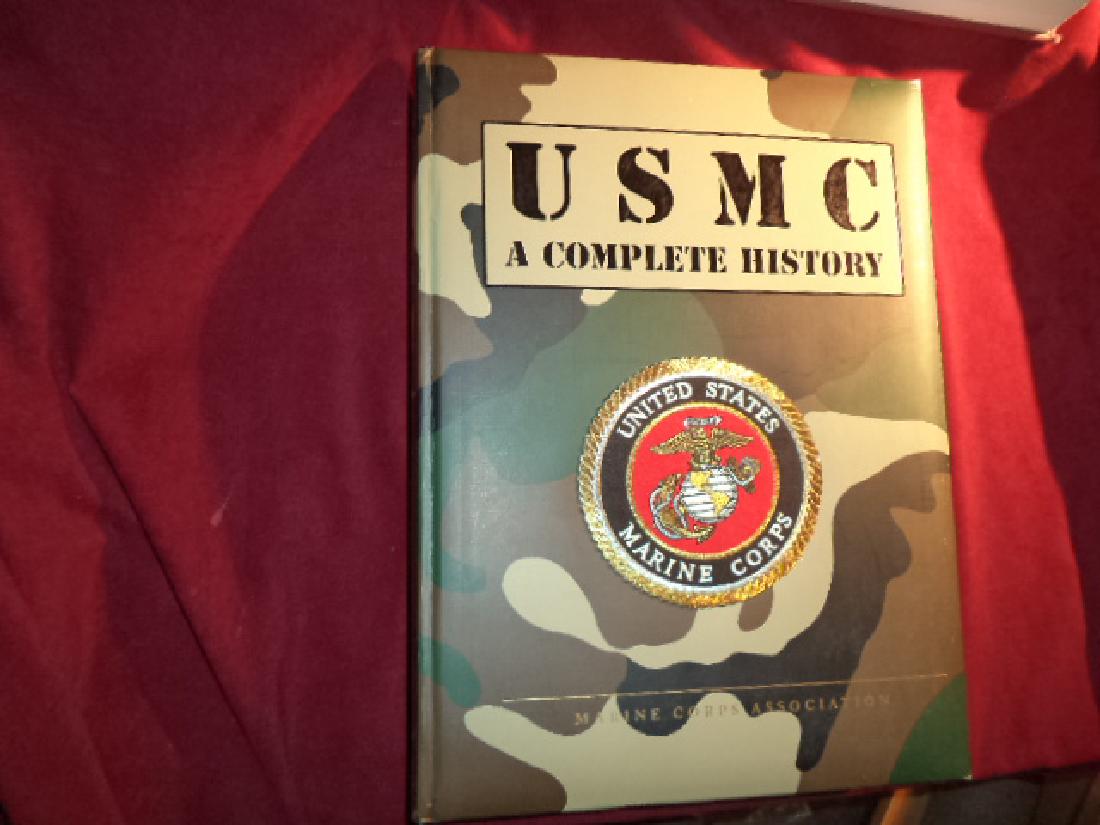 USMC
A COMPLETE HISTORY
UNITED STATES
MARINE CORPS
MARINE CORPS ASSOCIATION